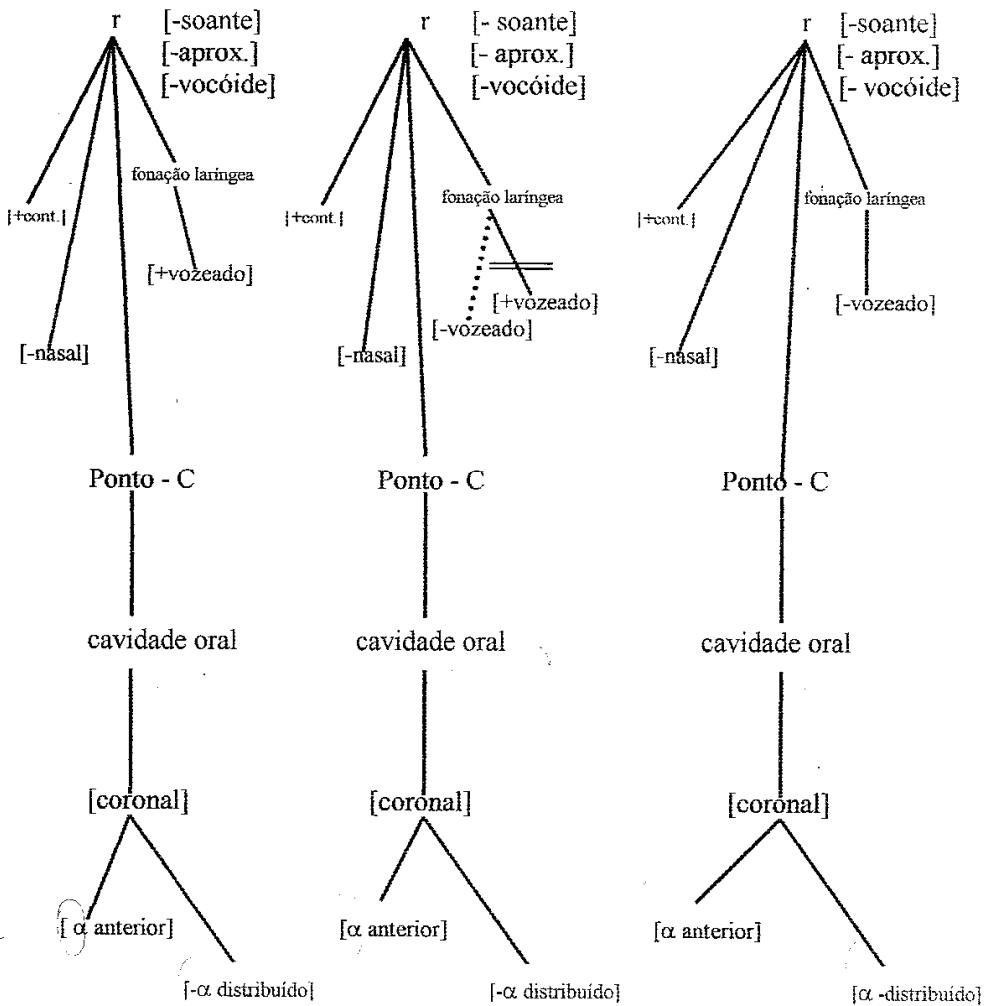 r [-soante]
[-aprox.]
[-vocóide]
fonação laríngea
[+cont.]
[+vozeado]
[-nasal]
Ponto - C
cavidade oral
[coronal]
[α anterior]
[-α distribuído]
r [- soante]
[- aprox.]
[-vocóide]
fonação laríngea
[+cont.]
[+vozeado]
[-vozeado]
[-nasal]
Ponto - C
cavidade oral
[coronal]
[α anterior]
[-α distribuído]
r [-soante]
[- aprox.]
[- vocóide]
fonação laríngea
[+cont.]
[-vozeado]
[-nasal]
Ponto - C
cavidade oral
[coronal]
[α anterior]
[α -distribuído]